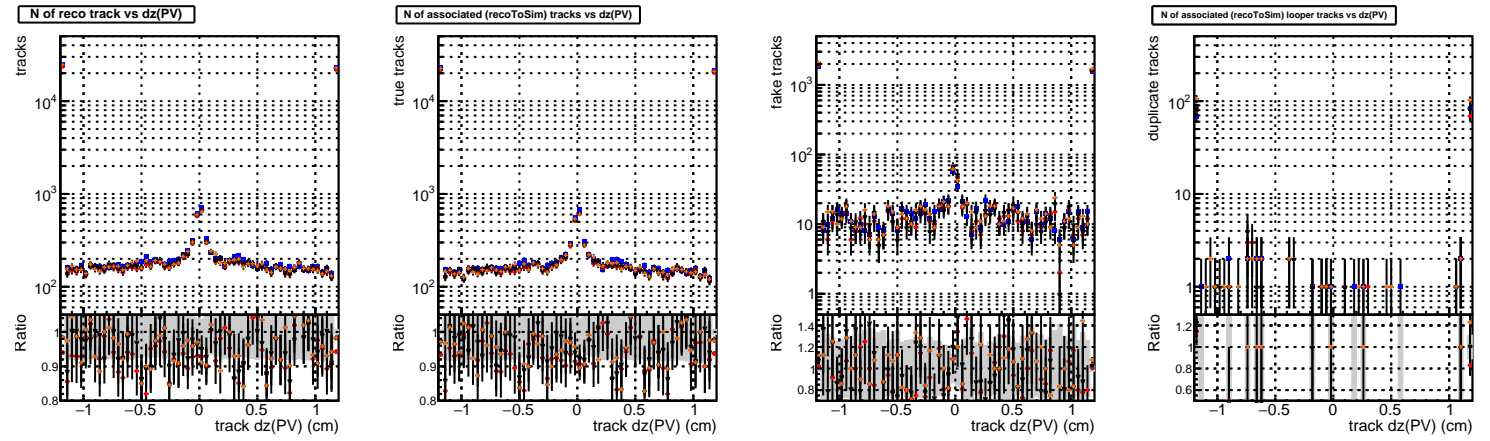 N of reco track vs dz(PV)
tracks
10^4
10^3
10^2
Ratio
1
0.9
0.8
−1 −0.5 0 0.5 1
track dz(PV) (cm)
N of associated (recoToSim) tracks vs dz(PV)
true tracks
10^4
10^3
10^2
Ratio
1
0.9
0.8
−1 −0.5 0 0.5 1
track dz(PV) (cm)
fake tracks
10^3
10^2
10
1
Ratio
1.4
1.2
1
0.8
−1 −0.5 0 0.5 1
track dz(PV) (cm)
N of associated (recoToSim) looper tracks vs dz(PV)
duplicate tracks
10^2
10
1
Ratio
1.2
1
0.8
0.6
−1 −0.5 0 0.5 1
track dz(PV) (cm)